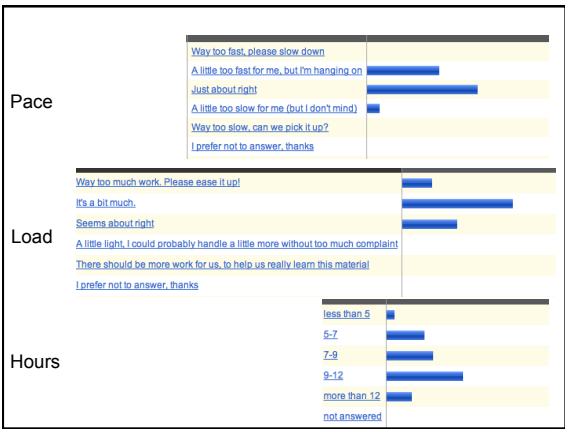 Way too fast, please slow down
A little too fast for me, but I'm hanging on
Just about right
A little too slow for me (but I don't mind)
Way too slow, can we pick it up?
I prefer not to answer, thanks
Pace
Way too much work. Please ease it up!
It's a bit much.
Seems about right
A little light, I could probably handle a little more without too much complaint
There should be more work for us, to help us really learn this material
I prefer not to answer, thanks
Load
less than 5
5-7
7-9
9-12
more than 12
not answered
Hours